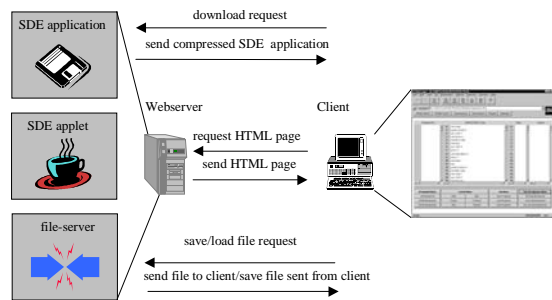 download request
SDE application
send compressed SDE application
Webserver
Client
SDE applet
request HTML page
send HTML page
file-server
save/load file request
send file to client/save file sent from client